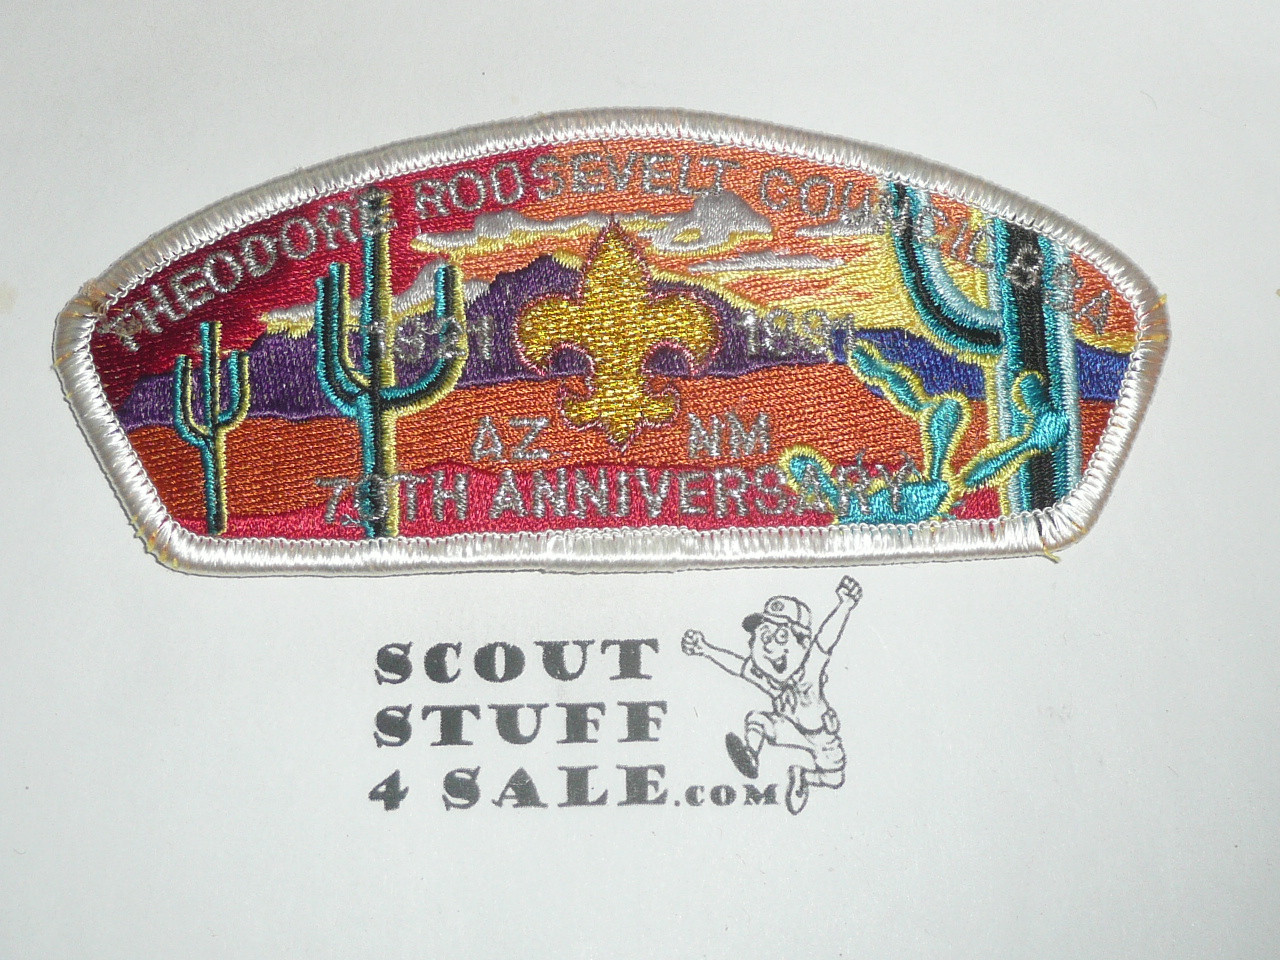 THEODORE ROOSEVELT COUNCIL BSA
1921 1991
AZ. NM
70TH ANNIVERSARY
SCOUT
STUFF
4 SALE.COM